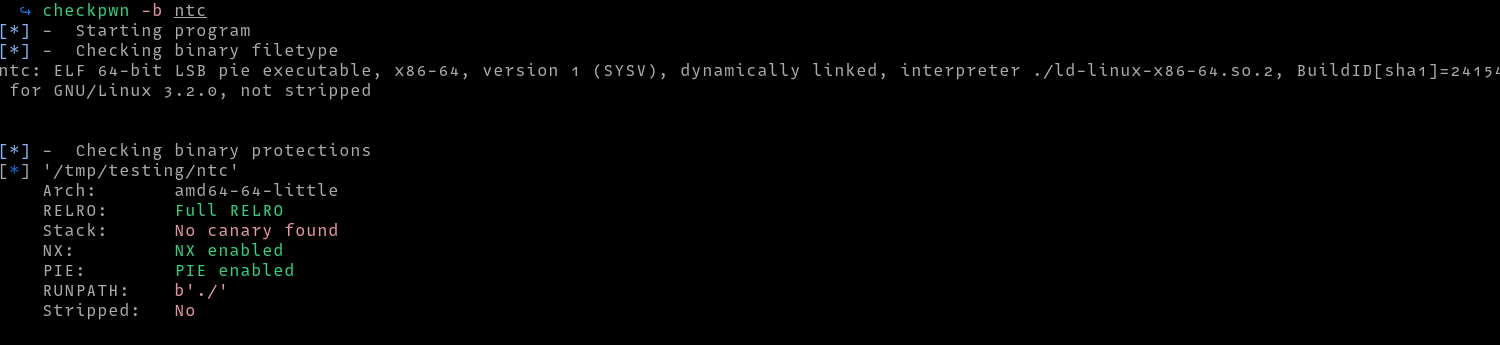 ↪ checkpwn -b ntc
[*] - Starting program
[*] - Checking binary filetype
ntc: ELF 64-bit LSB pie executable, x86-64, version 1 (SYSV), dynamically linked, interpreter ./ld-linux-x86-64.so.2, BuildID[sha1]=24154
for GNU/Linux 3.2.0, not stripped
[*] - Checking binary protections
[*] '/tmp/testing/ntc'
Arch: amd64-64-little
RELRO: Full RELRO
Stack: No canary found
NX: NX enabled
PIE: PIE enabled
RUNPATH: b'./'
Stripped: No